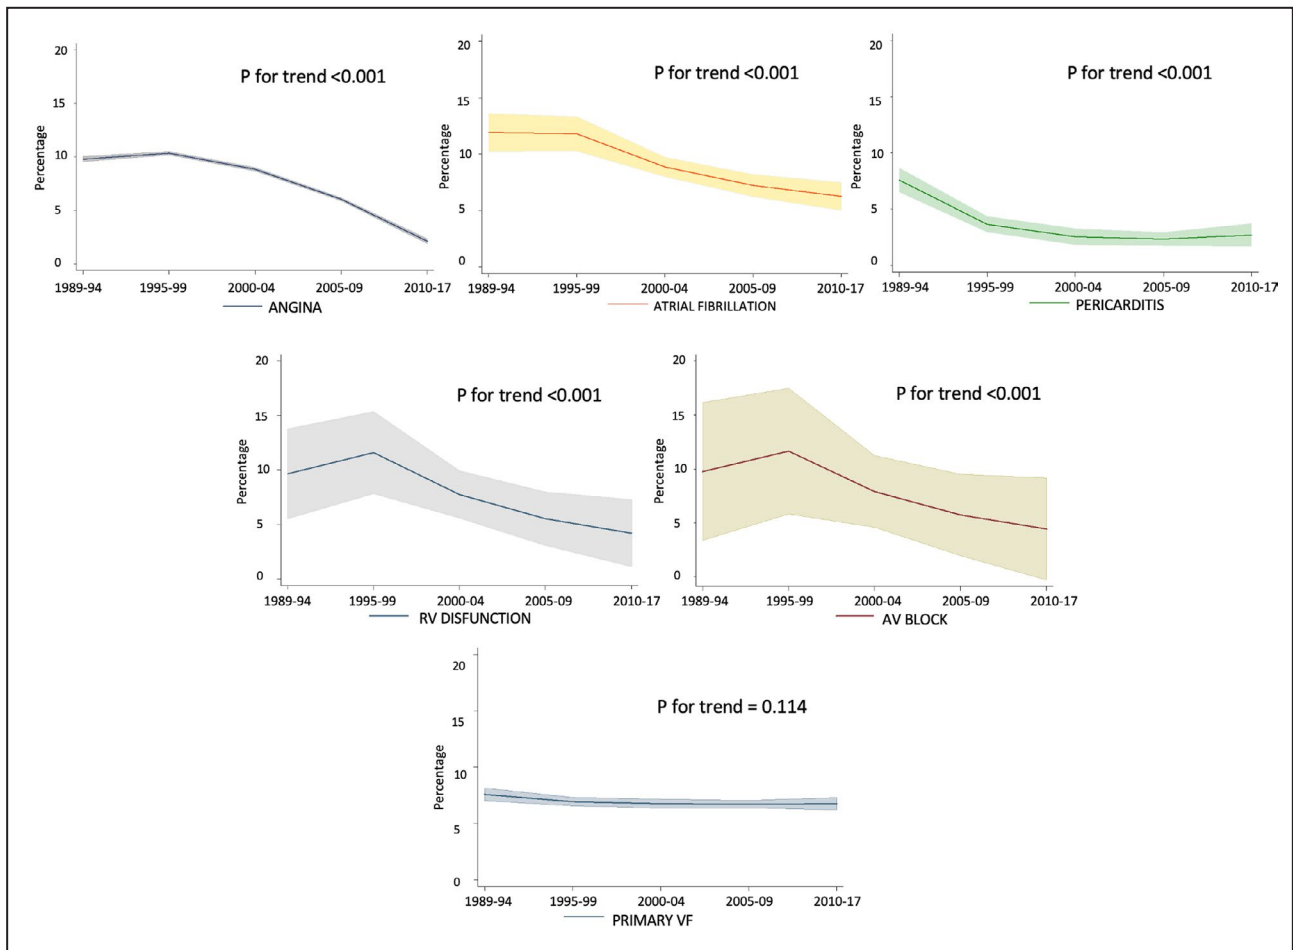 P for trend <0.001
Percentage
20
15
10
5
0
1989-94 1995-99 2000-04 2005-09 2010-17
ANGINA
P for trend <0.001
Percentage
20
15
10
5
0
1989-94 1995-99 2000-04 2005-09 2010-17
ATRIAL FIBRILLATION
P for trend <0.001
Percentage
20
15
10
5
0
1989-94 1995-99 2000-04 2005-09 2010-17
PERICARDITIS
P for trend <0.001
Percentage
20
15
10
5
0
1989-94 1995-99 2000-04 2005-09 2010-17
RV DISFUNCTION
P for trend <0.001
Percentage
20
15
10
5
0
1989-94 1995-99 2000-04 2005-09 2010-17
AV BLOCK
P for trend = 0.114
Percentage
20
15
10
5
0
1989-94 1995-99 2000-04 2005-09 2010-17
PRIMARY VF